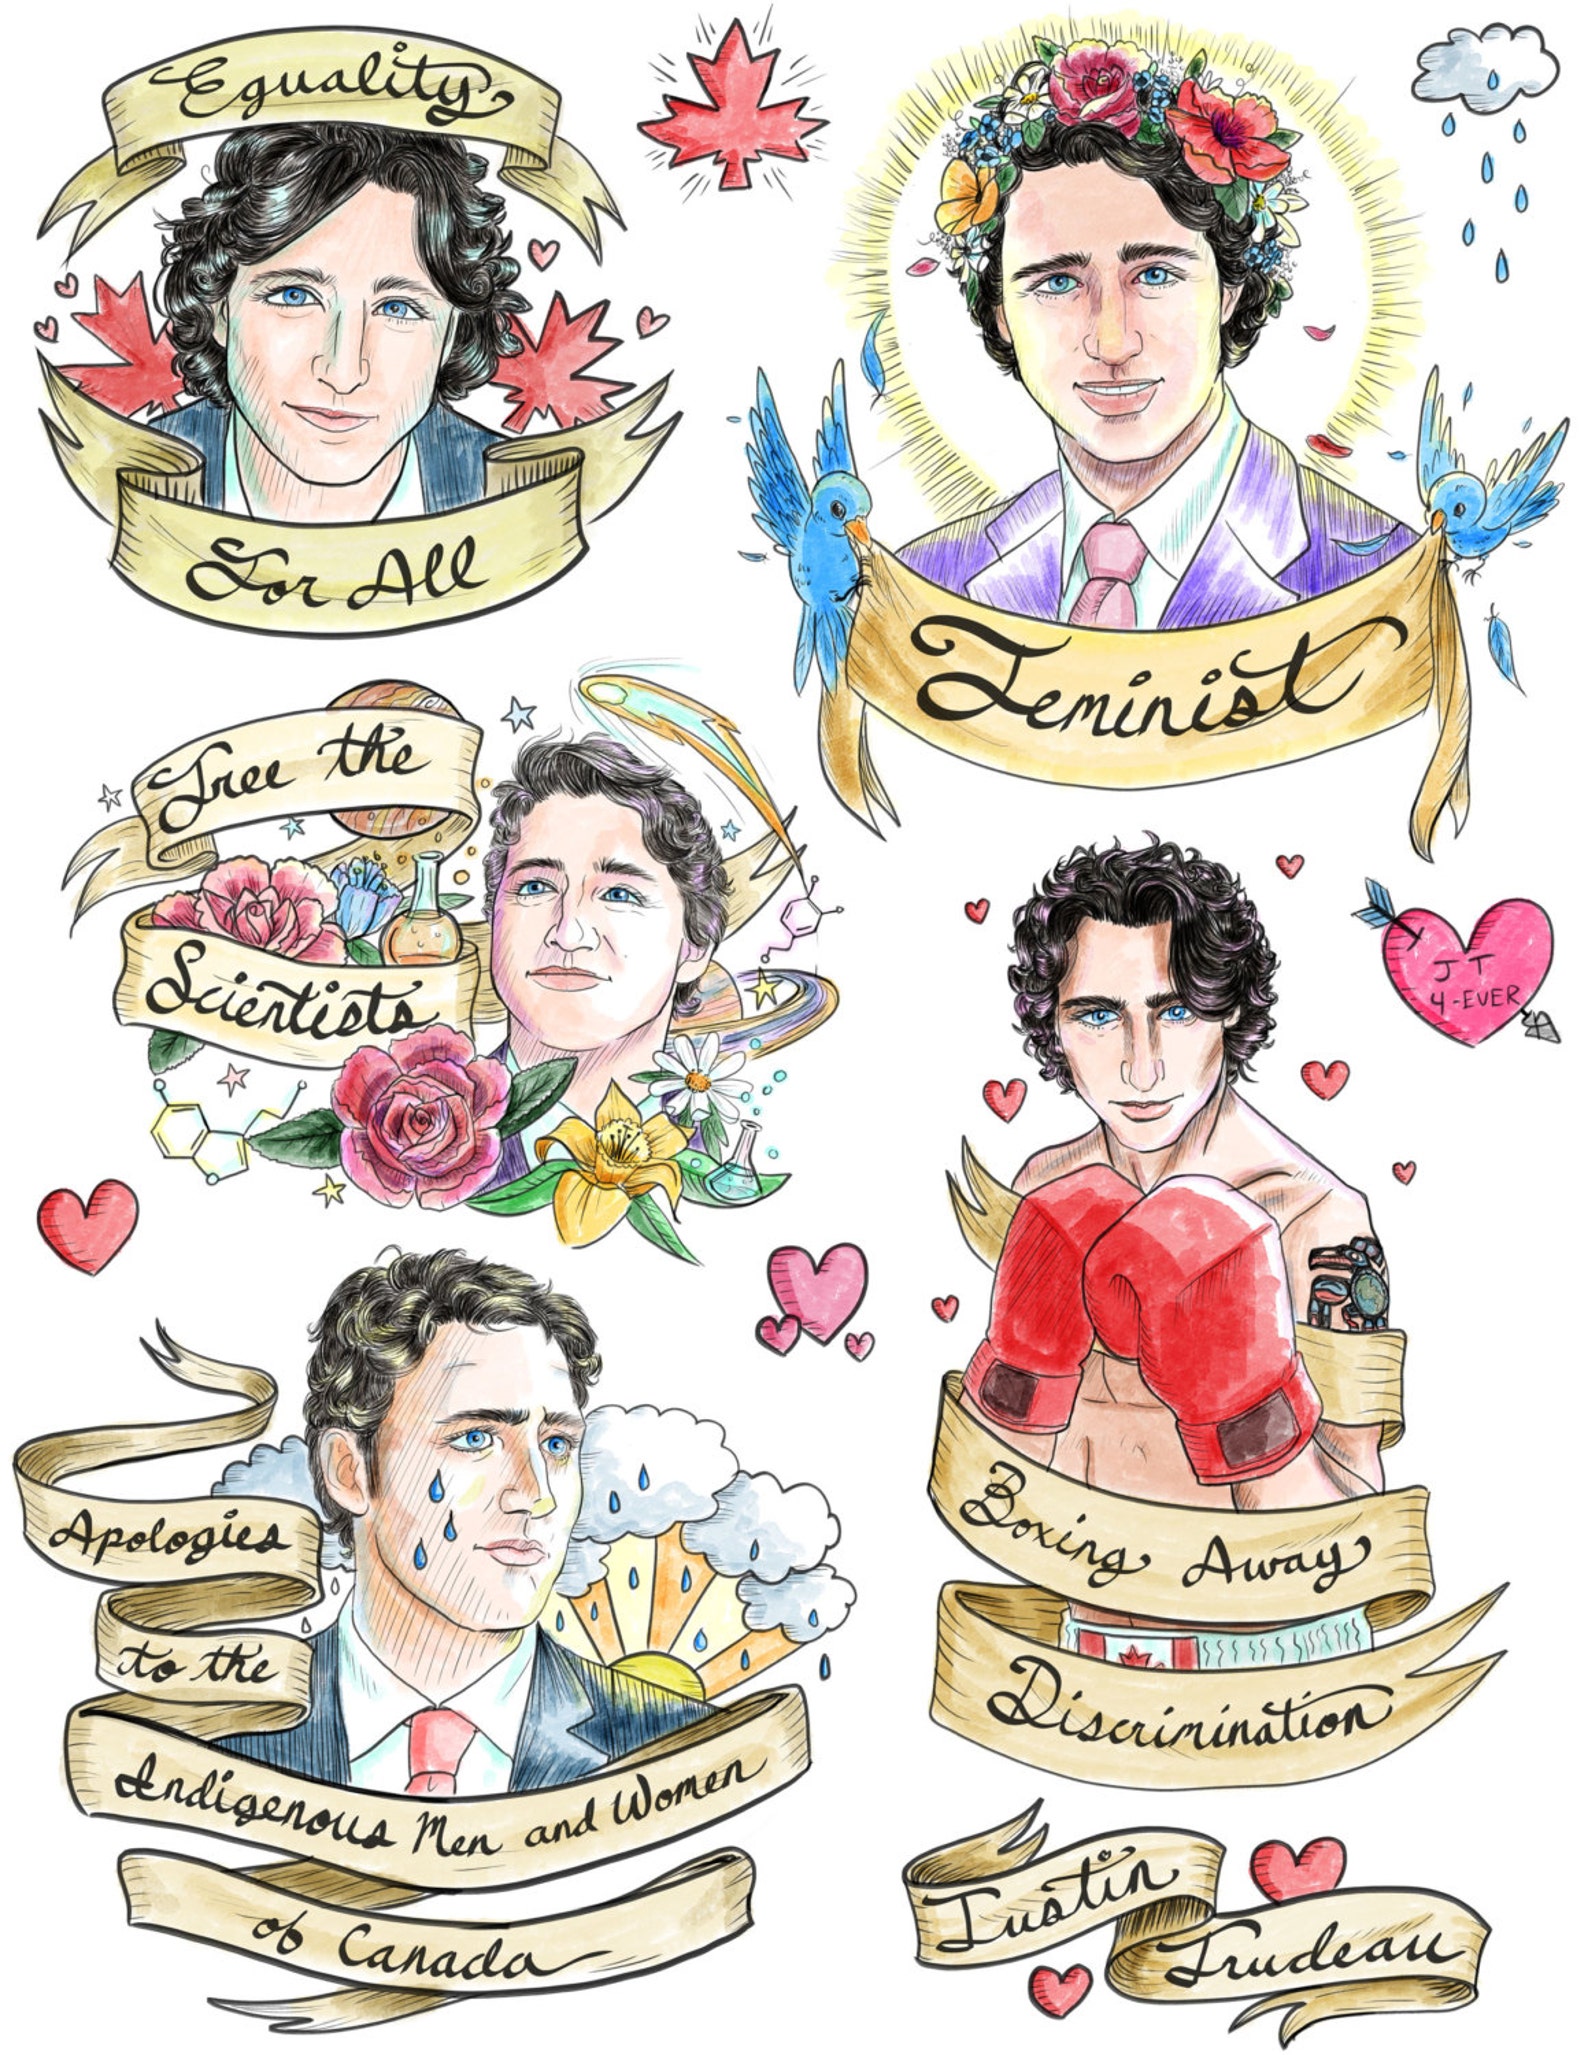 Equality
For All
Feminist
Free the
Scientists
J T
4-EVER
Apologies
to the
Indigenous Men and Women
of Canada
Boxing Away
Discrimination
Justin
Trudeau